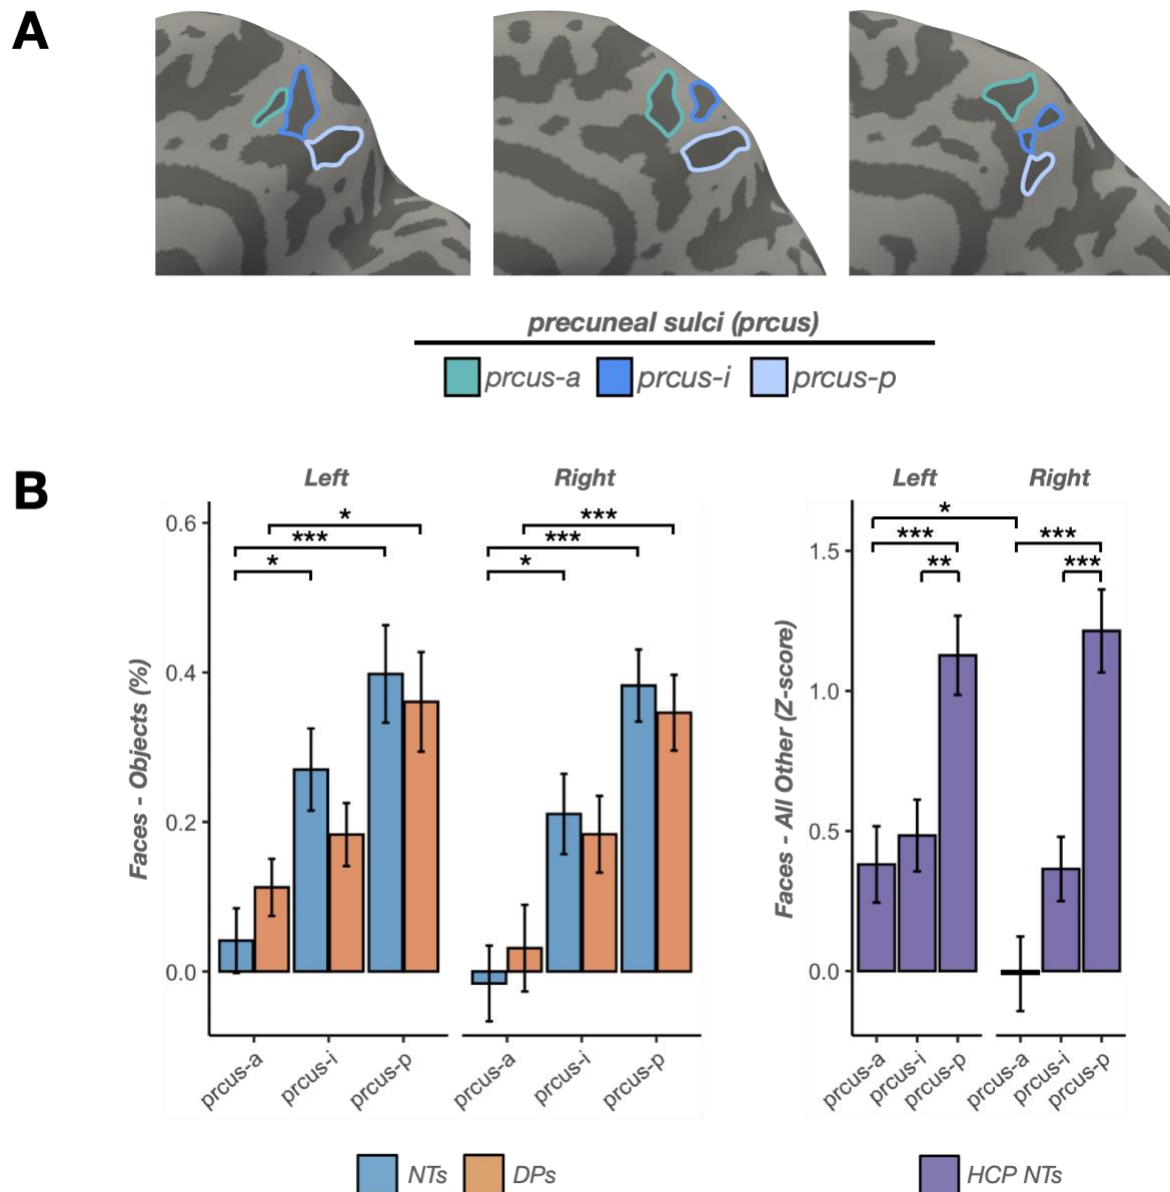 A
precuneal sulci (prcus)
prcus-a prcus-i prcus-p
B
Left Right
Faces - Objects (%)
0.6
0.4
0.2
0.0
* *** * * *** ***
prcus-a prcus-i prcus-p prcus-a prcus-i prcus-p
NTs DPs
Left Right
Faces - All Other (Z-score)
1.5
1.0
0.5
0.0
* *** ** *** ***
prcus-a prcus-i prcus-p prcus-a prcus-i prcus-p
HCP NTs